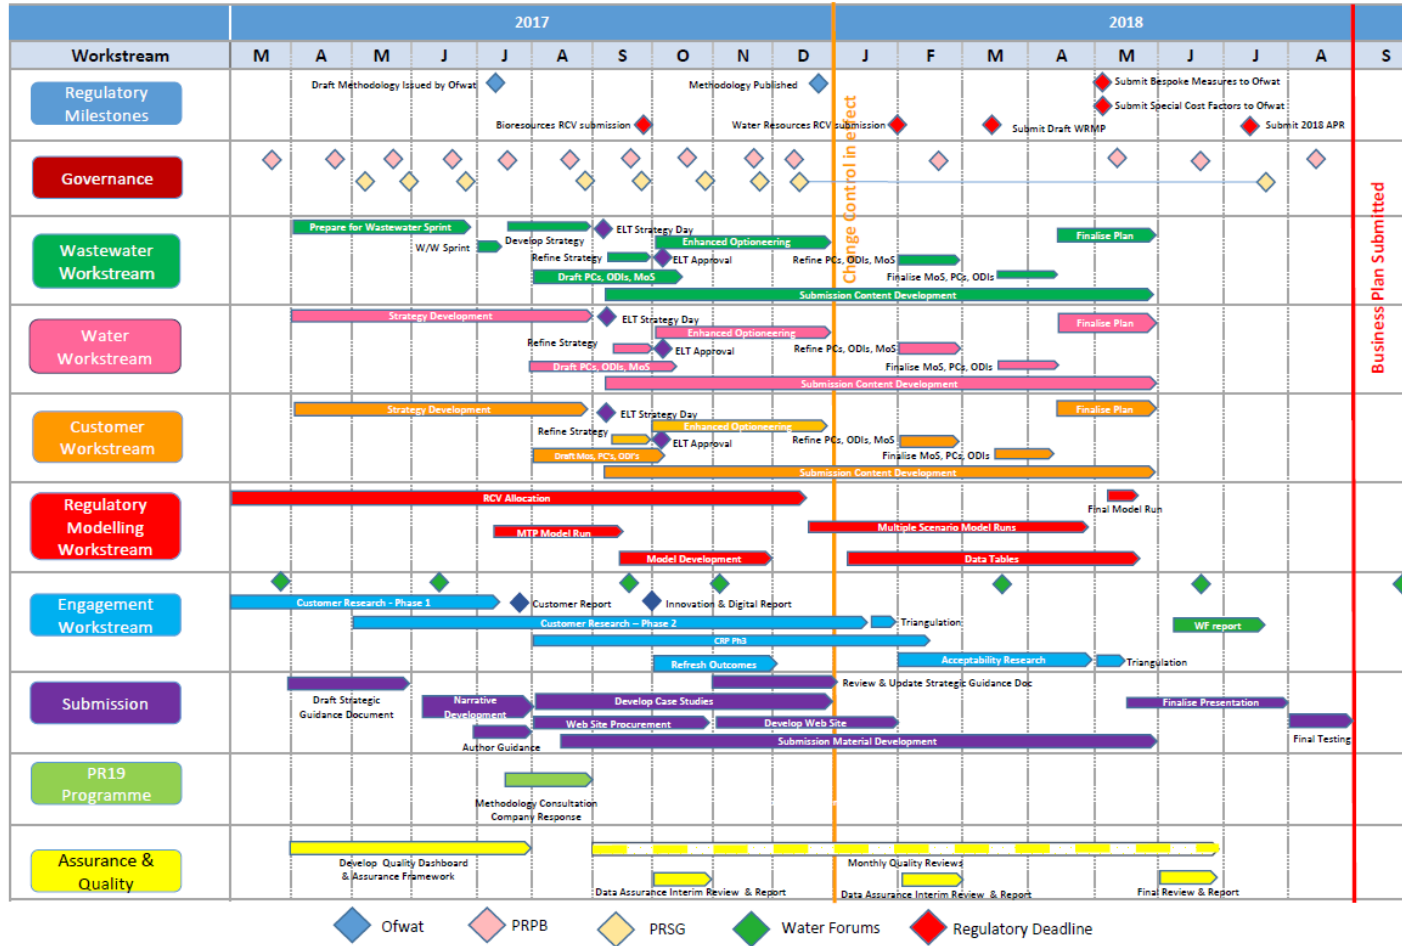 2017
2018
Workstream
M A M J J A S O N D J F M A M J J A S
Regulatory
Milestones
Draft Methodology Issued by Ofwat
Methodology Published
Submit Bespoke Measures to Ofwat
Submit Special Cost Factors to Ofwat
Bioresources RCV submission
Water Resources RCV submission
Submit Draft WRMP
Submit 2018 APR
Change Control in effect
Business Plan Submitted
Governance
Wastewater
Workstream
Prepare for Wastewater Sprint
W/W Sprint
Develop Strategy
ELT Strategy Day
Enhanced Optioneering
Refine Strategy
ELT Approval
Draft PCs, ODIs, MoS
Refine PCs, ODIs, MoS
Finalise MoS, PCs, ODIs
Finalise Plan
Submission Content Development
Water
Workstream
Strategy Development
ELT Strategy Day
Enhanced Optioneering
Refine Strategy
ELT Approval
Draft PCs, ODIs, MoS
Refine PCs, ODIs, MoS
Finalise MoS, PCs, ODIs
Finalise Plan
Submission Content Development
Customer
Workstream
Strategy Development
ELT Strategy Day
Enhanced Optioneering
Refine Strategy
ELT Approval
Draft Mos, PC's, ODI's
Refine PCs, ODIs, MoS
Finalise MoS, PCs, ODIs
Finalise Plan
Submission Content Development
Regulatory
Modelling
Workstream
RCV Allocation
Final Model Run
MTP Model Run
Multiple Scenario Model Runs
Model Development
Data Tables
Engagement
Workstream
Customer Research - Phase 1
Customer Report
Innovation & Digital Report
Customer Research – Phase 2
Triangulation
WF report
CRP Ph3
Refresh Outcomes
Acceptability Research
Triangulation
Submission
Draft Strategic
Guidance Document
Review & Update Strategic Guidance Doc
Narrative
Development
Develop Case Studies
Finalise Presentation
Web Site Procurement
Develop Web Site
Author Guidance
Submission Material Development
Final Testing
PR19
Programme
Methodology Consultation
Company Response
Assurance &
Quality
Develop Quality Dashboard
& Assurance Framework
Monthly Quality Reviews
Data Assurance Interim Review & Report
Data Assurance Interim Review & Report
Final Review & Report
Ofwat
PRPB
PRSG
Water Forums
Regulatory Deadline